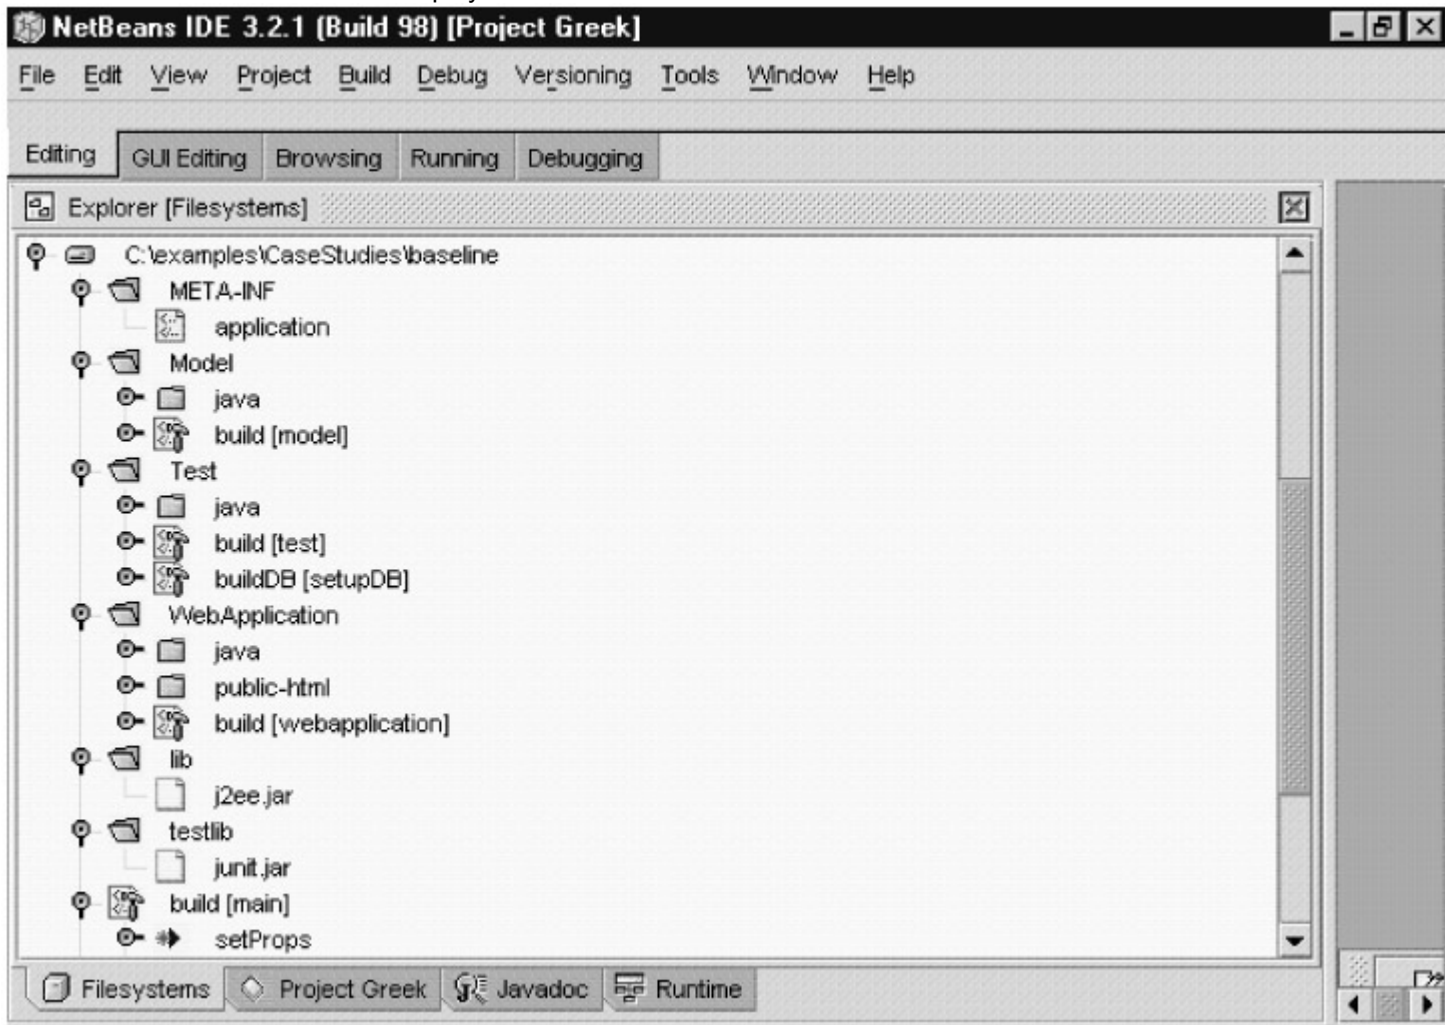 NetBeans IDE 3.2.1 (Build 98) [Project Greek]
File Edit View Project Build Debug Versioning Tools Window Help
Editing GUI Editing Browsing Running Debugging
Explorer [Filesystems]
C:\examples\CaseStudies\baseline
META-INF
application
Model
java
build [model]
Test
java
build [test]
buildDB [setupDB]
WebApplication
java
public-html
build [webapplication]
lib
j2ee.jar
testlib
junit.jar
build [main]
setProps
Filesystems Project Greek Javadoc Runtime